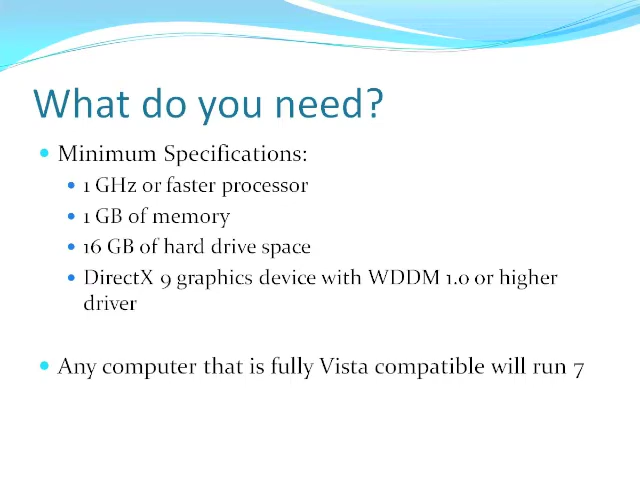 What do you need?
Minimum Specifications:
1 GHz or faster processor
1 GB of memory
16 GB of hard drive space
DirectX 9 graphics device with WDDM 1.0 or higher
driver
Any computer that is fully Vista compatible will run 7